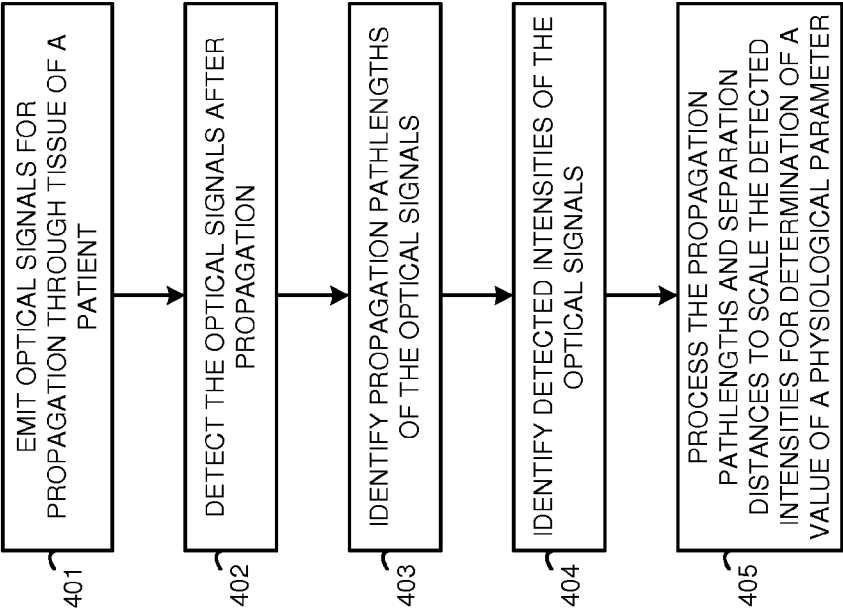 EMIT OPTICAL SIGNALS FOR
PROPAGATION THROUGH TISSUE OF A
PATIENT
401
DETECT THE OPTICAL SIGNALS AFTER
PROPAGATION
402
IDENTIFY PROPAGATION PATHLENGTHS
OF THE OPTICAL SIGNALS
403
IDENTIFY DETECTED INTENSITIES OF THE
OPTICAL SIGNALS
404
PROCESS THE PROPAGATION
PATHLENGTHS AND SEPARATION
DISTANCES TO SCALE THE DETECTED
INTENSITIES FOR DETERMINATION OF A
VALUE OF A PHYSIOLOGICAL PARAMETER
405